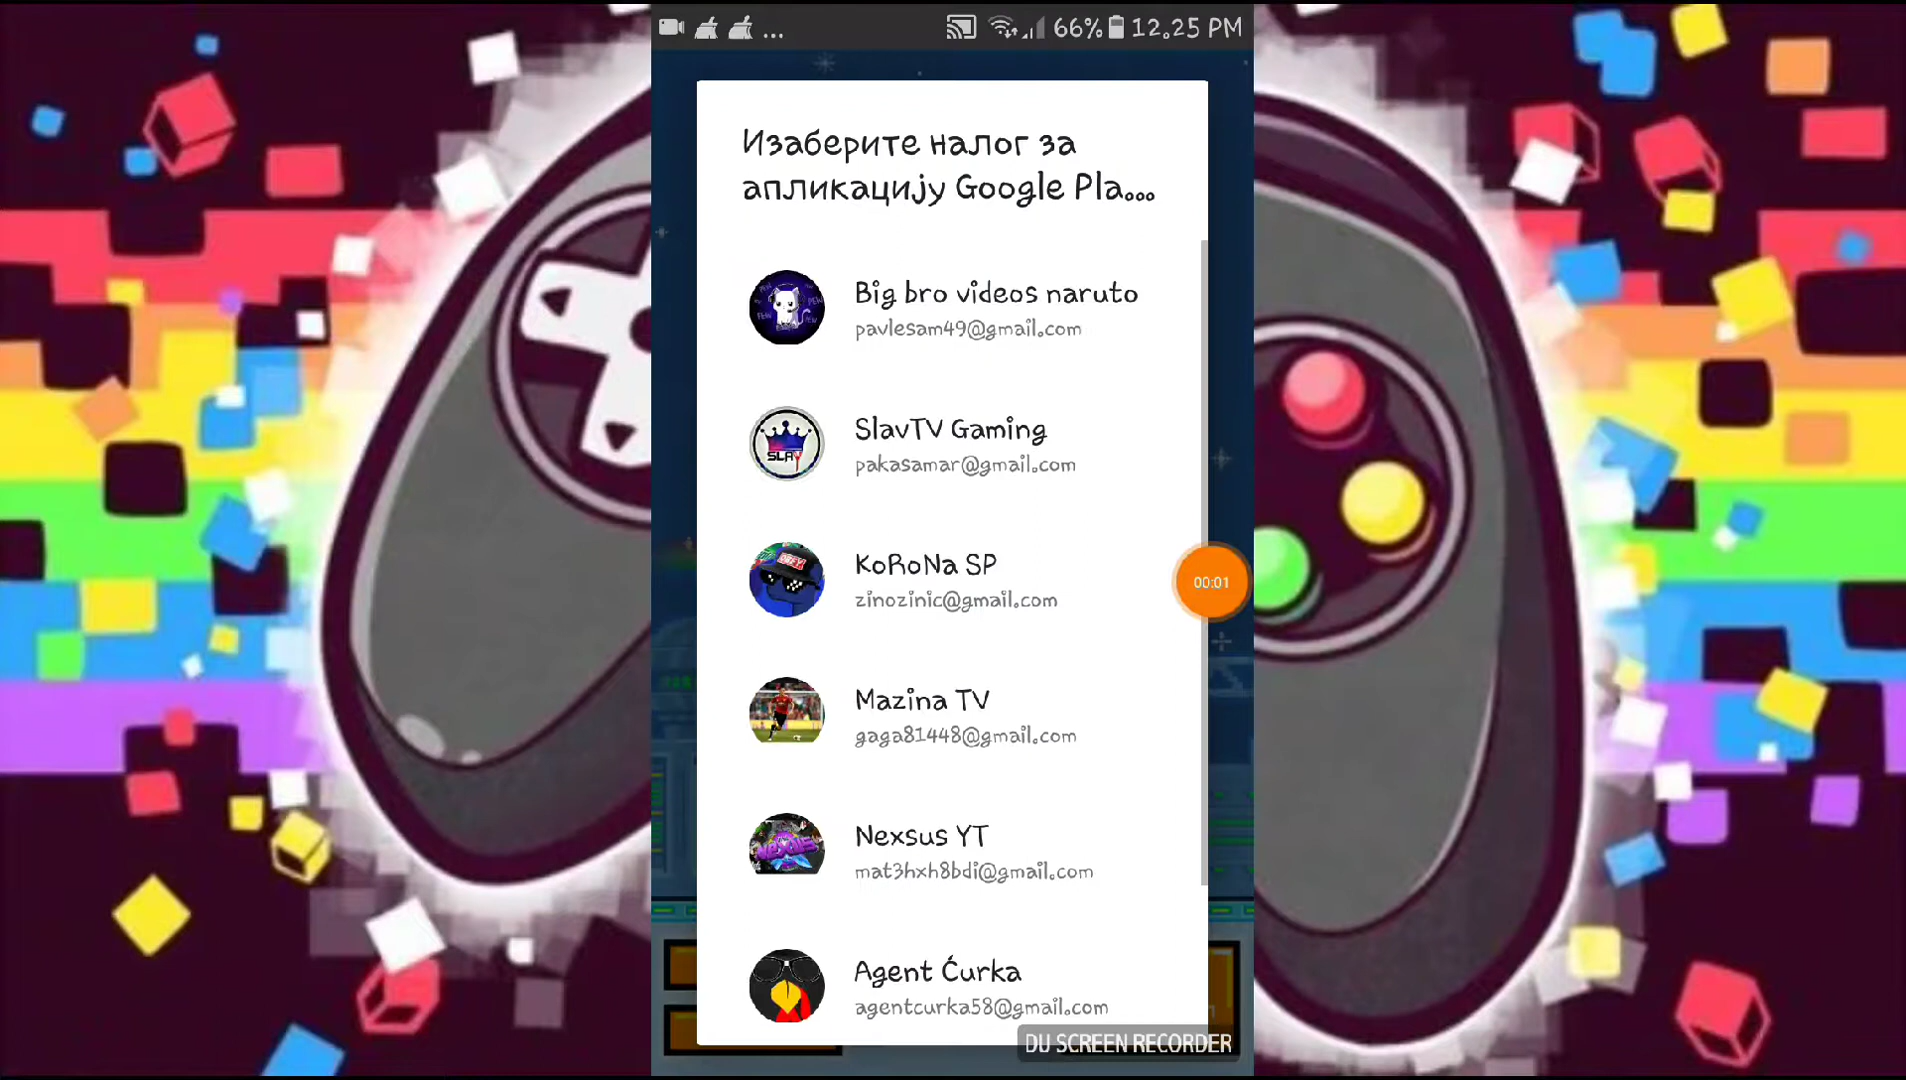 ... 66% 12.25 PM
Изаберите налог за
апликацију Google Pla...
Big bro videos naruto
pavlesam49@gmail.com
SlavTV Gaming
pakasamar@gmail.com
SLAV
KoRoNa SP
zinozinic@gmail.com
OBEY
00:01
Mazina TV
gaga81448@gmail.com
Nexsus YT
mat3hxh8bdi@gmail.com
Agent Ćurka
agentcurka58@gmail.com
DU SCREEN RECORDER